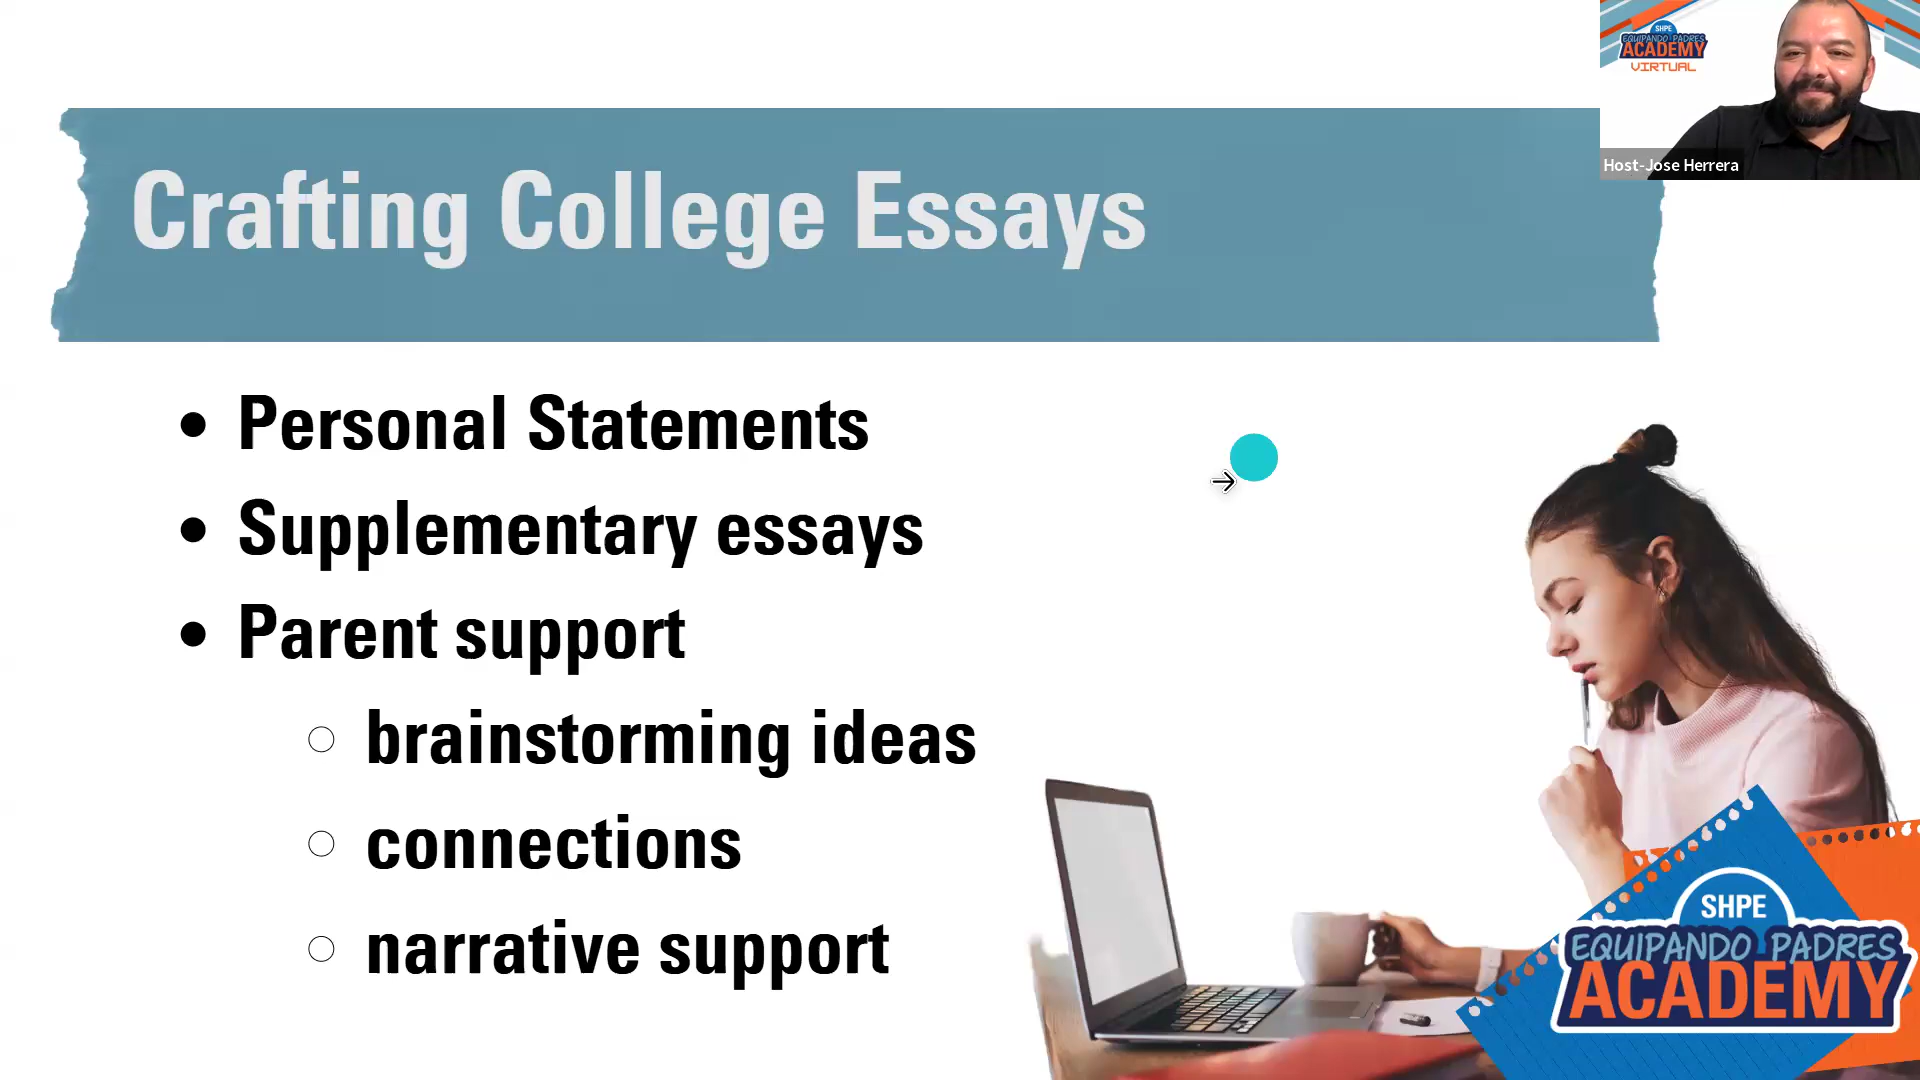 SHPE
EQUIPANDO PADRES
ACADEMY
VIRTUAL
Host-Jose Herrera
Crafting College Essays
• Personal Statements
• Supplementary essays
• Parent support
○ brainstorming ideas
○ connections
○ narrative support
SHPE
EQUIPANDO PADRES
ACADEMY